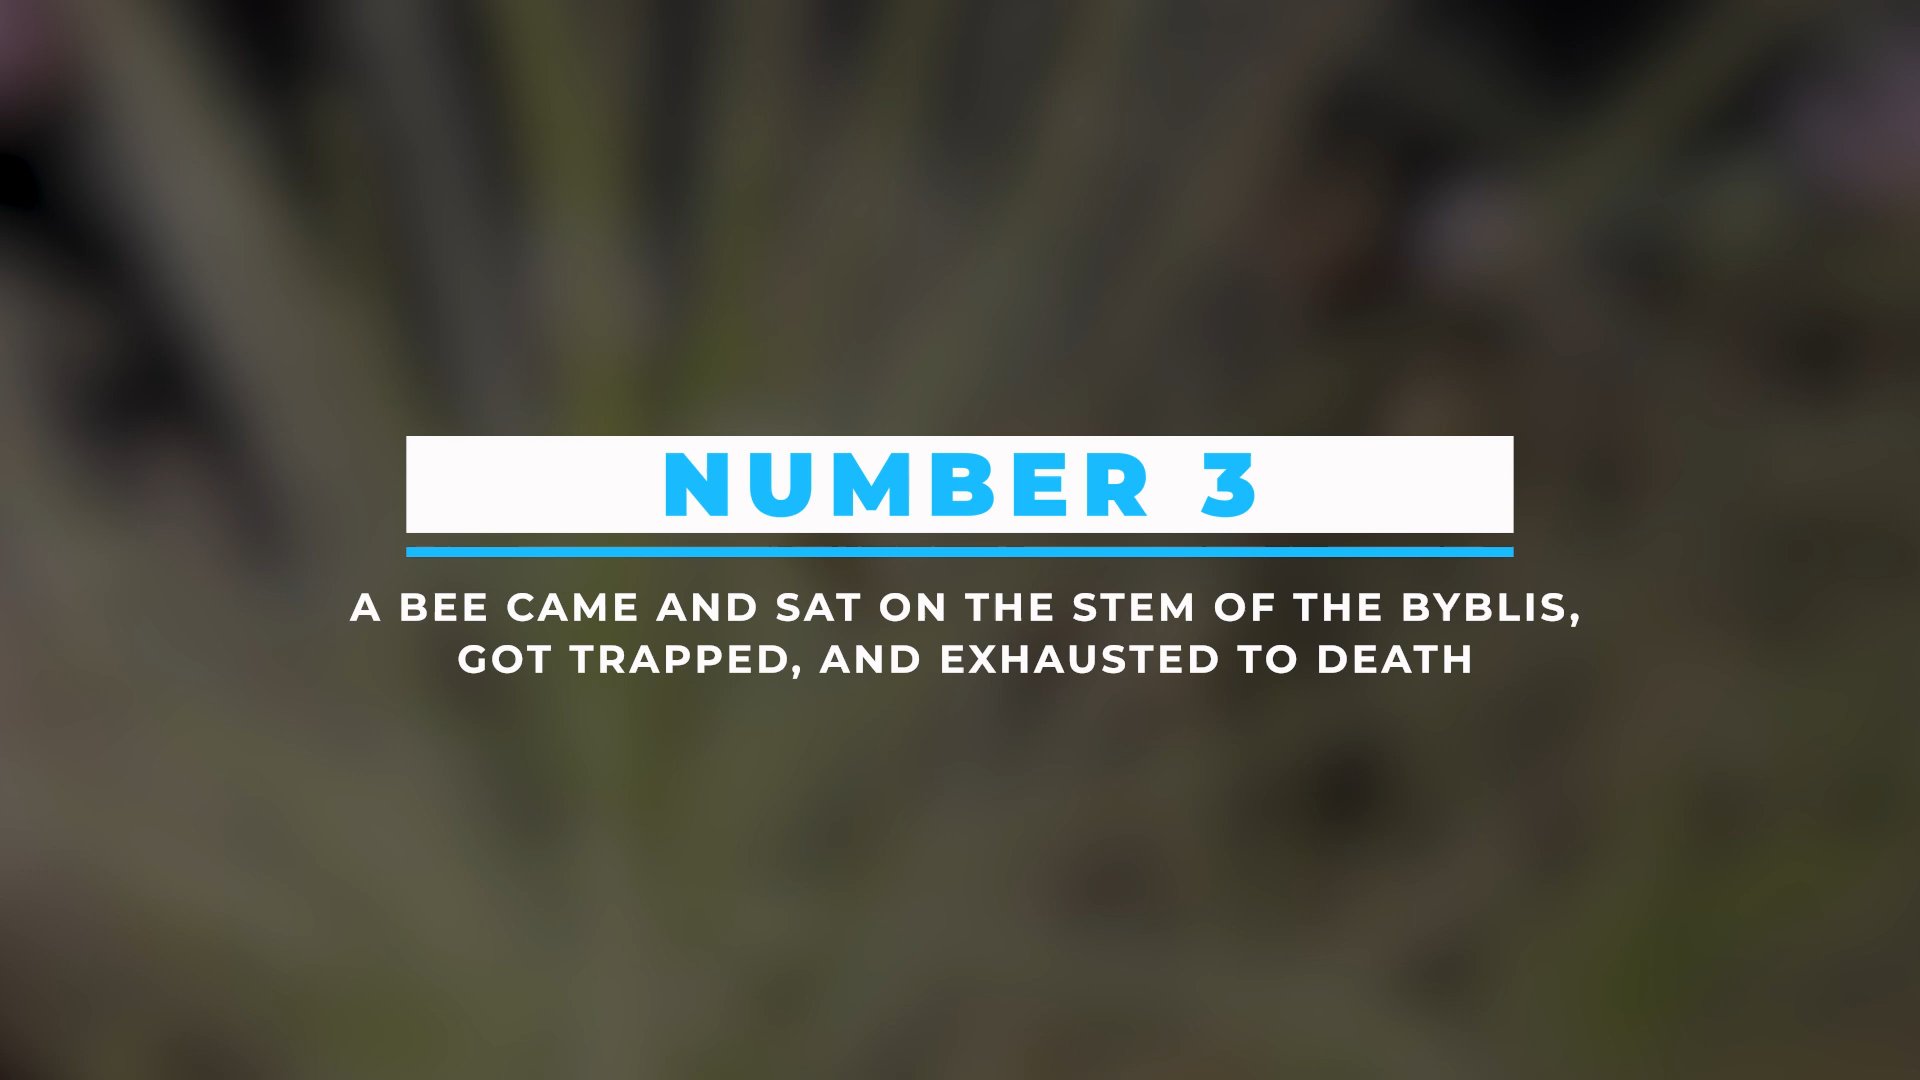 NUMBER 3
A BEE CAME AND SAT ON THE STEM OF THE BYBLIS,
GOT TRAPPED, AND EXHAUSTED TO DEATH